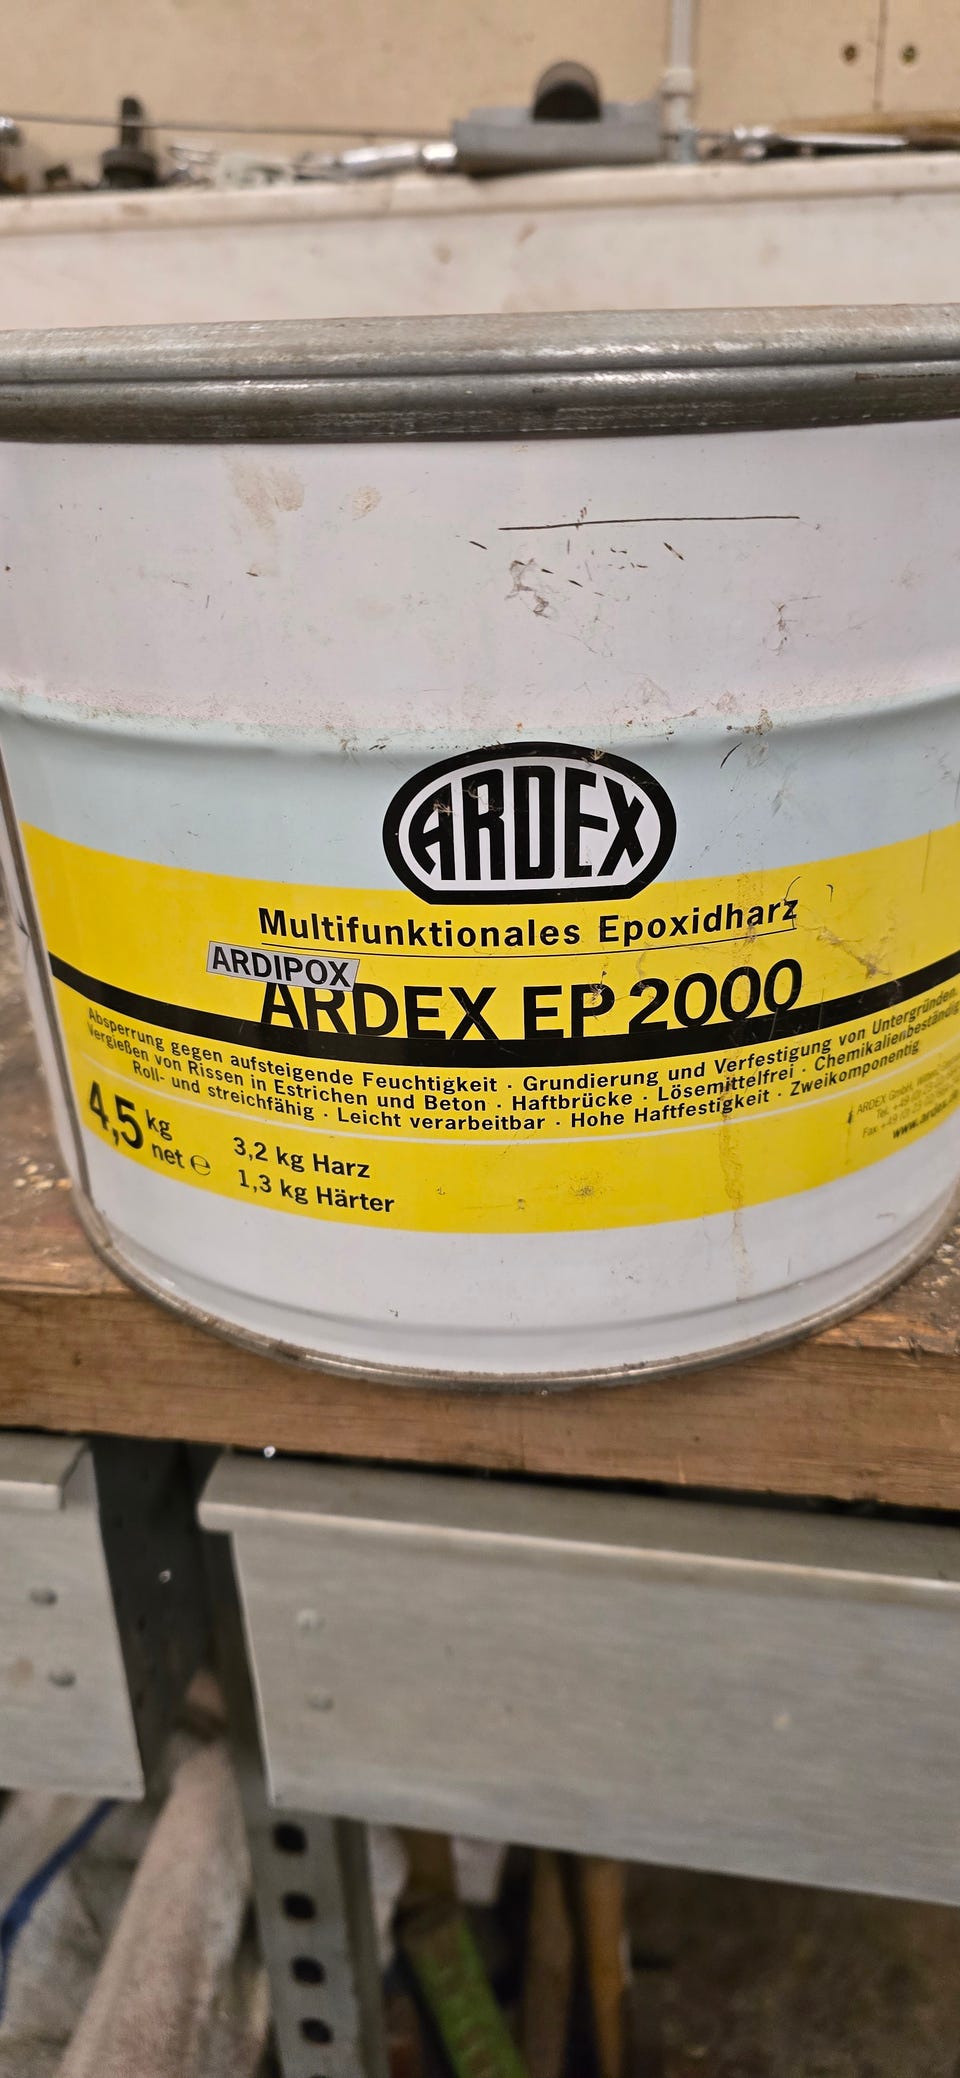 ARDEX
Multifunktionales Epoxidharz
ARDIPOX
ARDEX EP 2000
Absperrung gegen aufsteigende Feuchtigkeit · Grundierung und Verfestigung von Untergründen.
Vergießen von Rissen in Estrichen und Beton · Haftbrücke · Lösemittelfrei · Chemikalienbeständig
Roll- und streichfähig · Leicht verarbeitbar · Hohe Haftfestigkeit · Zweikomponentig
4,5 kg
net e
3,2 kg Harz
1,3 kg Härter
ARDEX GmbH,